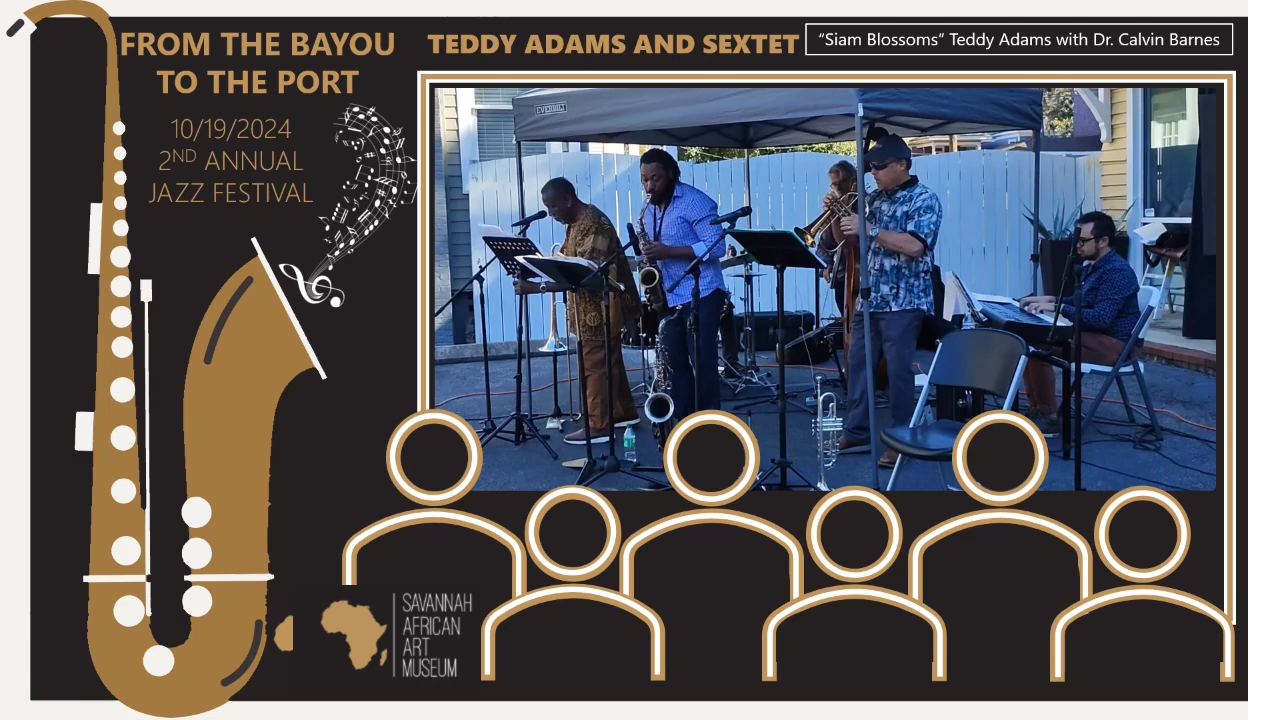 FROM THE BAYOU
TO THE PORT
10/19/2024
2ND ANNUAL
JAZZ FESTIVAL
TEDDY ADAMS AND SEXTET
“Siam Blossoms” Teddy Adams with Dr. Calvin Barnes
EVERBILT
SAVANNAH
AFRICAN
ART
MUSEUM